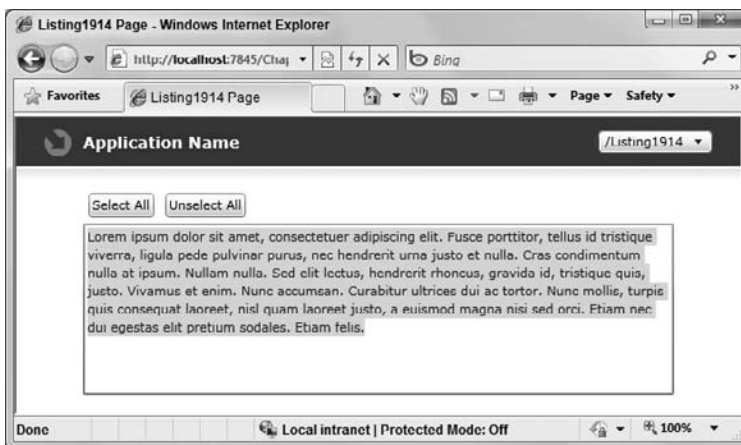 Listing1914 Page - Windows Internet Explorer
http://localhost:7845/Chap
Bing
Favorites
Listing1914 Page
Page
Safety
Application Name
/Listing1914
Select All
Unselect All
Lorem ipsum dolor sit amet, consectetuer adipiscing elit. Fusce porttitor, tellus id tristique
viverra, ligula pede pulvinar purus, nec hendrerit urna justo et nulla. Cras condimentum
nulla at ipsum. Nullam nulla. Sed elit lectus, hendrerit rhoncus, gravida id, tristique quis,
justo. Vivamus et enim. Nunc accumsan. Curabitur ultrices dui ac tortor. Nunc mollis, turpis
quis consequat laoreet, nisl quam laoreet justo, a euismod magna nisi sed orci. Etiam nec
dui egestas elit pretium sodales. Etiam felis.
Done
Local intranet | Protected Mode: Off
100%